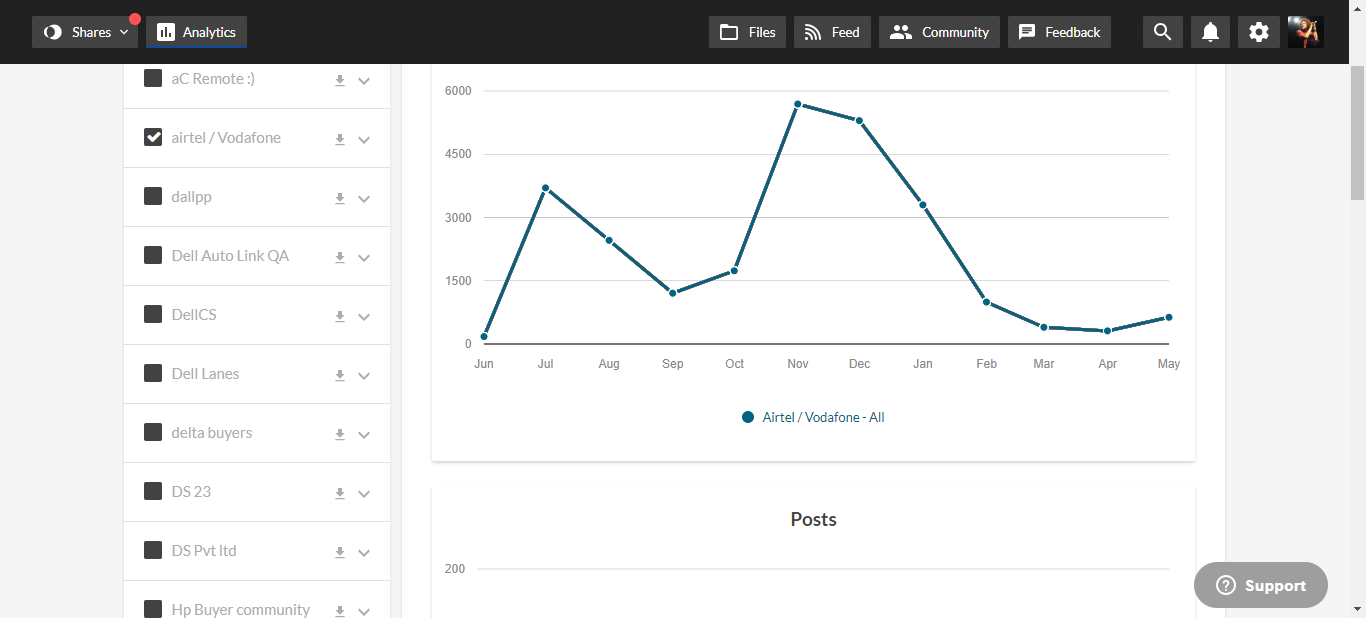 Shares
Analytics
Files
Feed
Community
Feedback
aC Remote :)
airtel / Vodafone
dallpp
Dell Auto Link QA
DellCS
Dell Lanes
delta buyers
DS 23
DS Pvt ltd
Hp Buyer community
6000
4500
3000
1500
0
Jun Jul Aug Sep Oct Nov Dec Jan Feb Mar Apr May
Airtel / Vodafone - All
Posts
200
Support